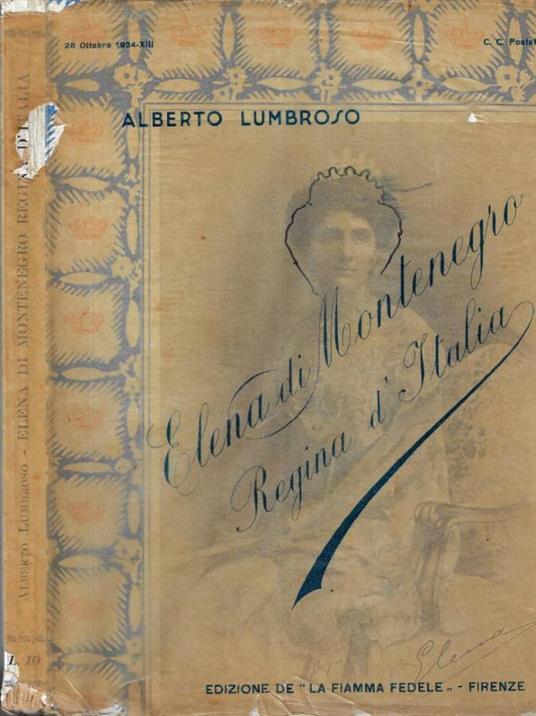 28 Ottobre 1934-XIII
C. C. Postal
ALBERTO LUMBROSO
Elena di Montenegro
Regina d'Italia
Elena
EDIZIONE DE "LA FIAMMA FEDELE" - FIRENZE
ALBERTO LUMBROSO - ELENA DI MONTENEGRO REGINA D'ITALIA
L. 10